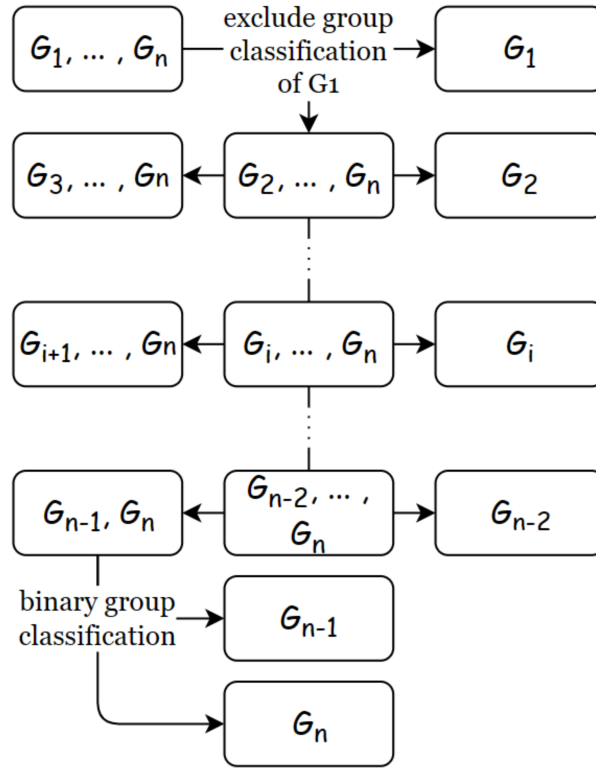 G₁, ... , Gₙ
exclude group
classification
of G1
G₁
G₃, ... , Gₙ
G₂, ... , Gₙ
G₂
Gᵢ₊₁, ... , Gₙ
Gᵢ, ... , Gₙ
Gᵢ
Gₙ₋₁, Gₙ
Gₙ₋₂, ... ,
Gₙ
Gₙ₋₂
binary group
classification
Gₙ₋₁
Gₙ